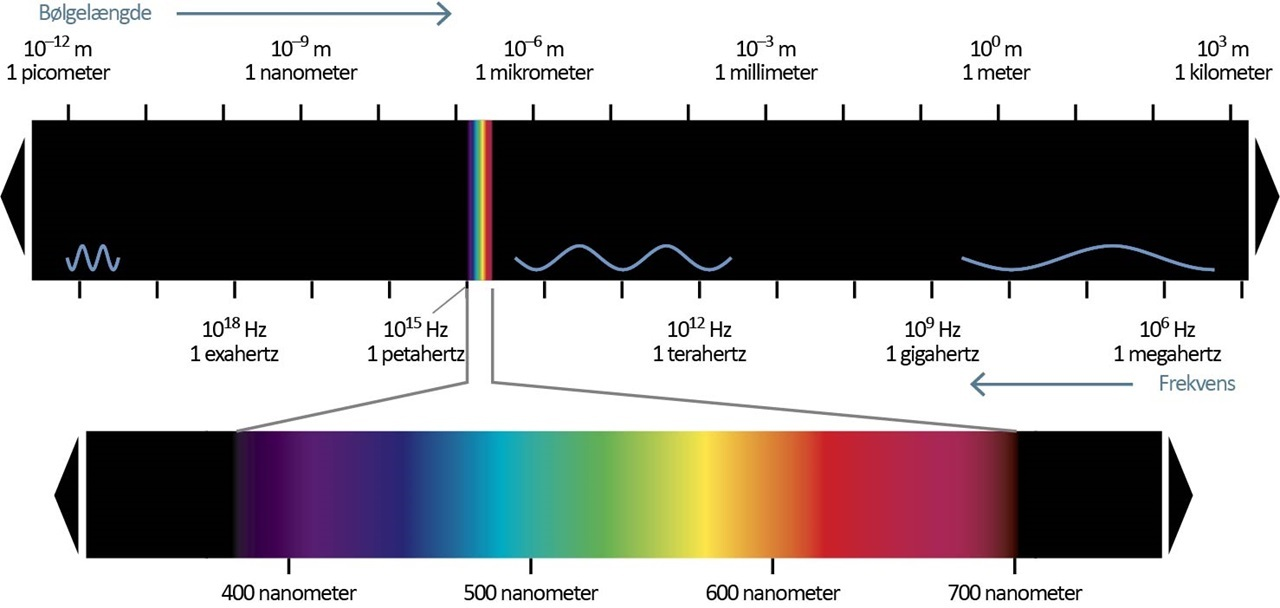 Bølgelængde
10⁻¹² m
1 picometer
10⁻⁹ m
1 nanometer
10⁻⁶ m
1 mikrometer
10⁻³ m
1 millimeter
10⁰ m
1 meter
10³ m
1 kilometer
10¹⁸ Hz
1 exahertz
10¹⁵ Hz
1 petahertz
10¹² Hz
1 terahertz
10⁹ Hz
1 gigahertz
10⁶ Hz
1 megahertz
Frekvens
400 nanometer
500 nanometer
600 nanometer
700 nanometer